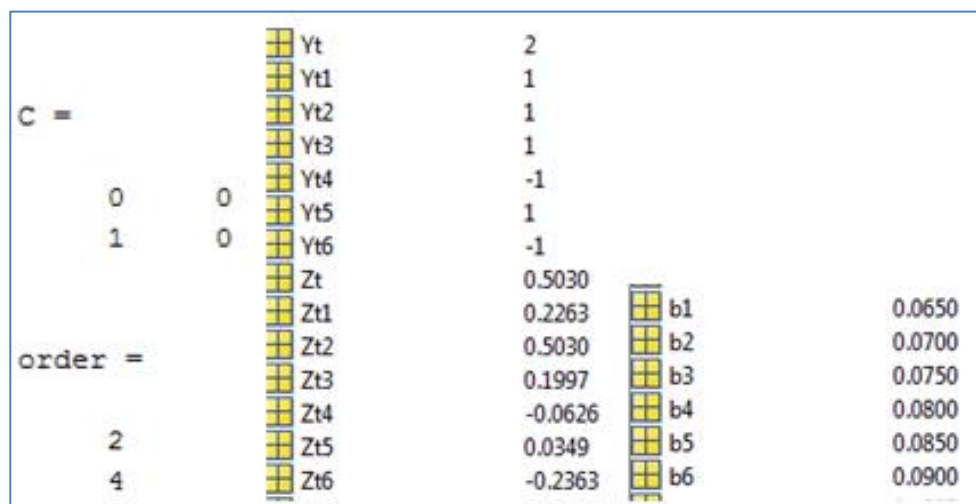 C =
0 0
1 0
order =
2
4
Yt 2
Yt1 1
Yt2 1
Yt3 1
Yt4 -1
Yt5 1
Yt6 -1
Zt 0.5030
Zt1 0.2263
Zt2 0.5030
Zt3 0.1997
Zt4 -0.0626
Zt5 0.0349
Zt6 -0.2363
b1 0.0650
b2 0.0700
b3 0.0750
b4 0.0800
b5 0.0850
b6 0.0900